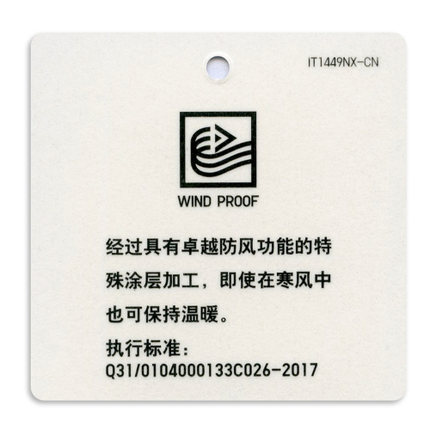 IT1449NX-CN
WIND PROOF
经过具有卓越防风功能的特
殊涂层加工，即使在寒风中
也可保持温暖。
执行标准：
Q31/0104000133C026-2017